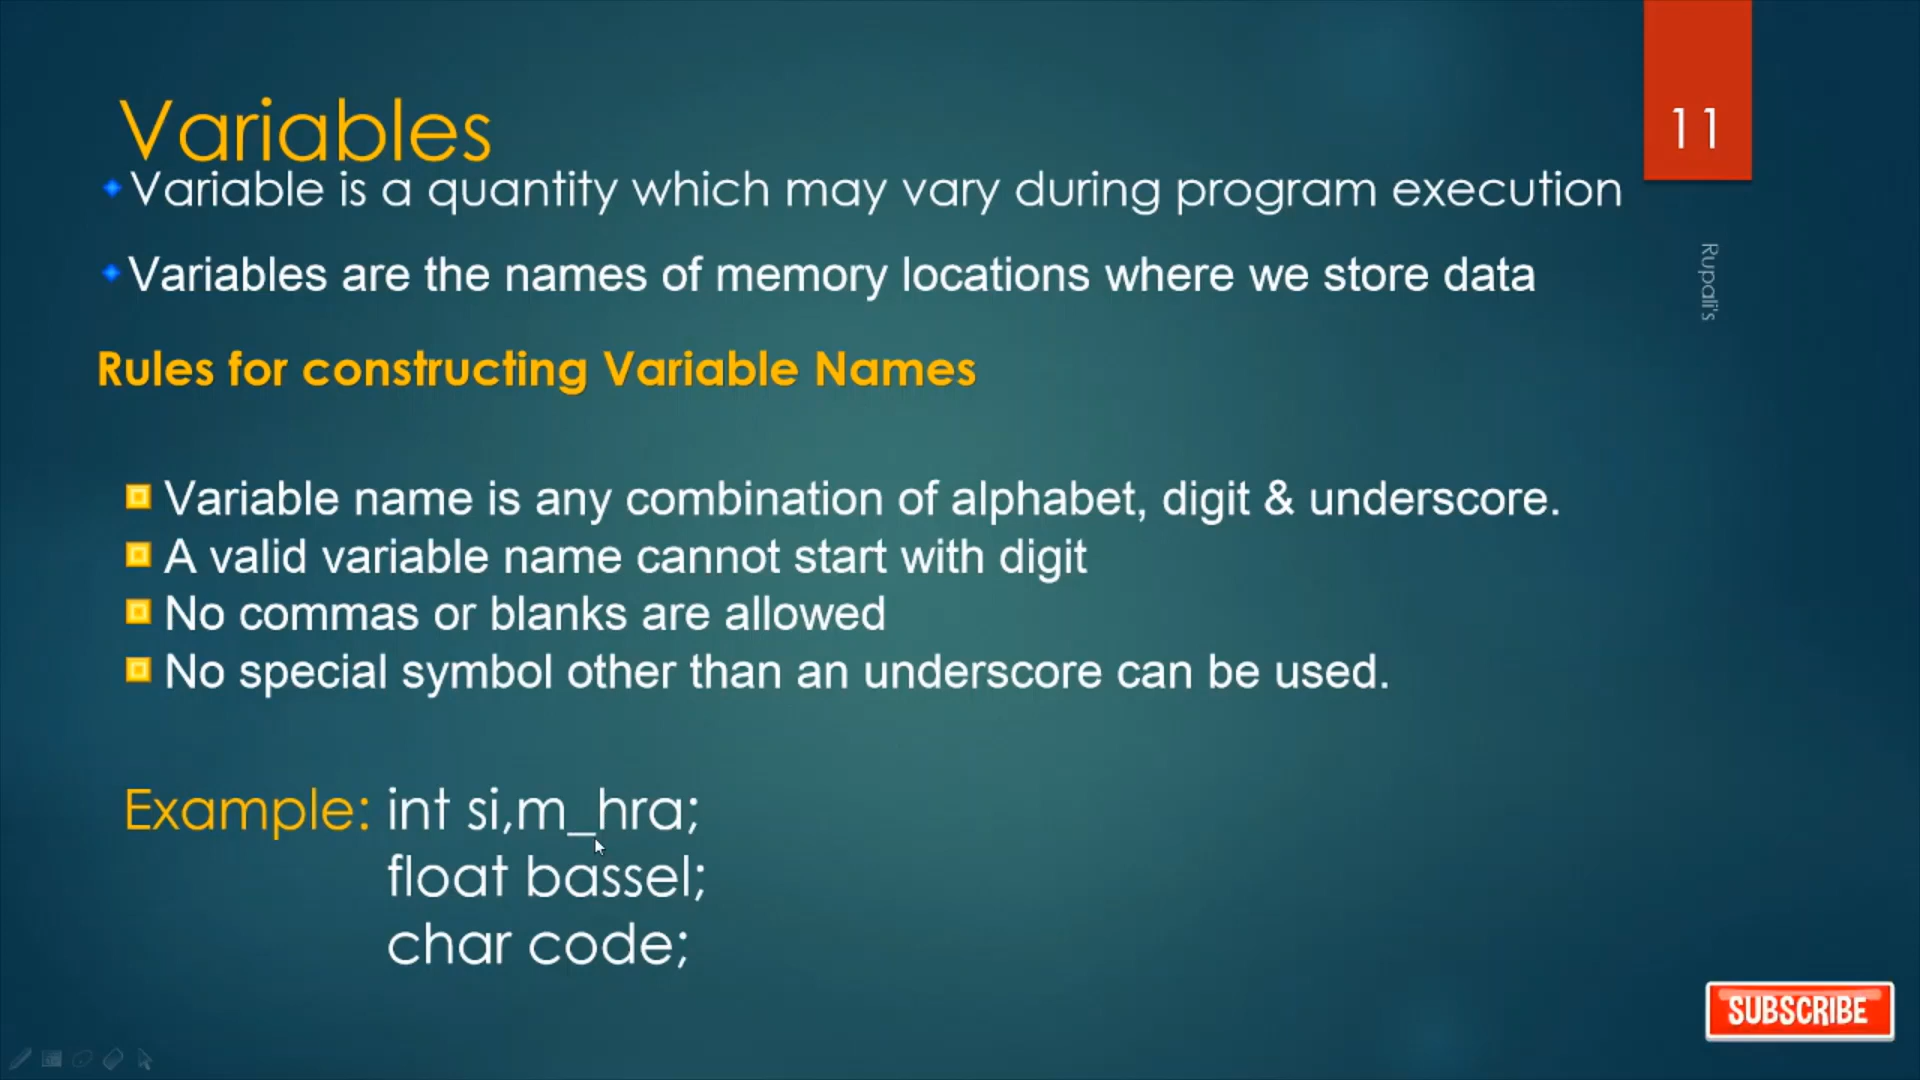 11
Variables
Variable is a quantity which may vary during program execution
Variables are the names of memory locations where we store data
Rupali's
Rules for constructing Variable Names
Variable name is any combination of alphabet, digit & underscore.
A valid variable name cannot start with digit
No commas or blanks are allowed
No special symbol other than an underscore can be used.
Example: int si,m_hra;
float bassel;
char code;
SUBSCRIBE